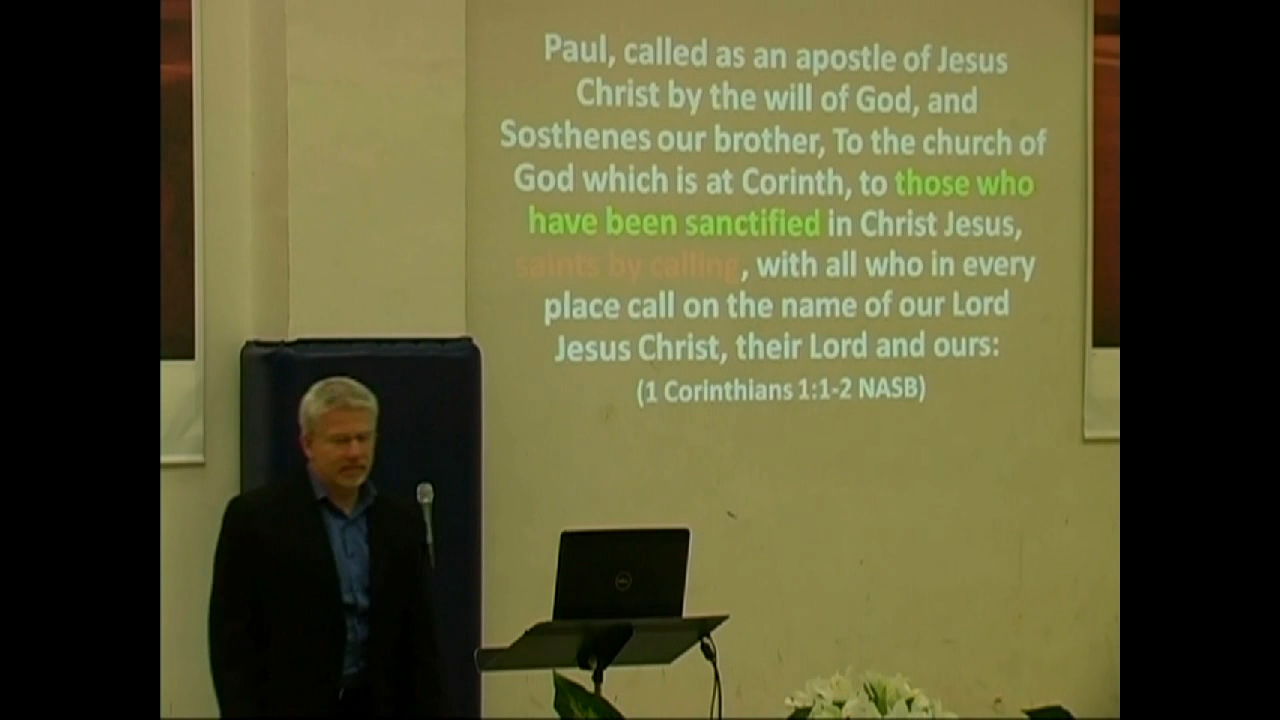 Paul, called as an apostle of Jesus
Christ by the will of God, and
Sosthenes our brother, To the church of
God which is at Corinth, to those who
have been sanctified in Christ Jesus,
saints by calling, with all who in every
place call on the name of our Lord
Jesus Christ, their Lord and ours:
(1 Corinthians 1:1-2 NASB)
DELL